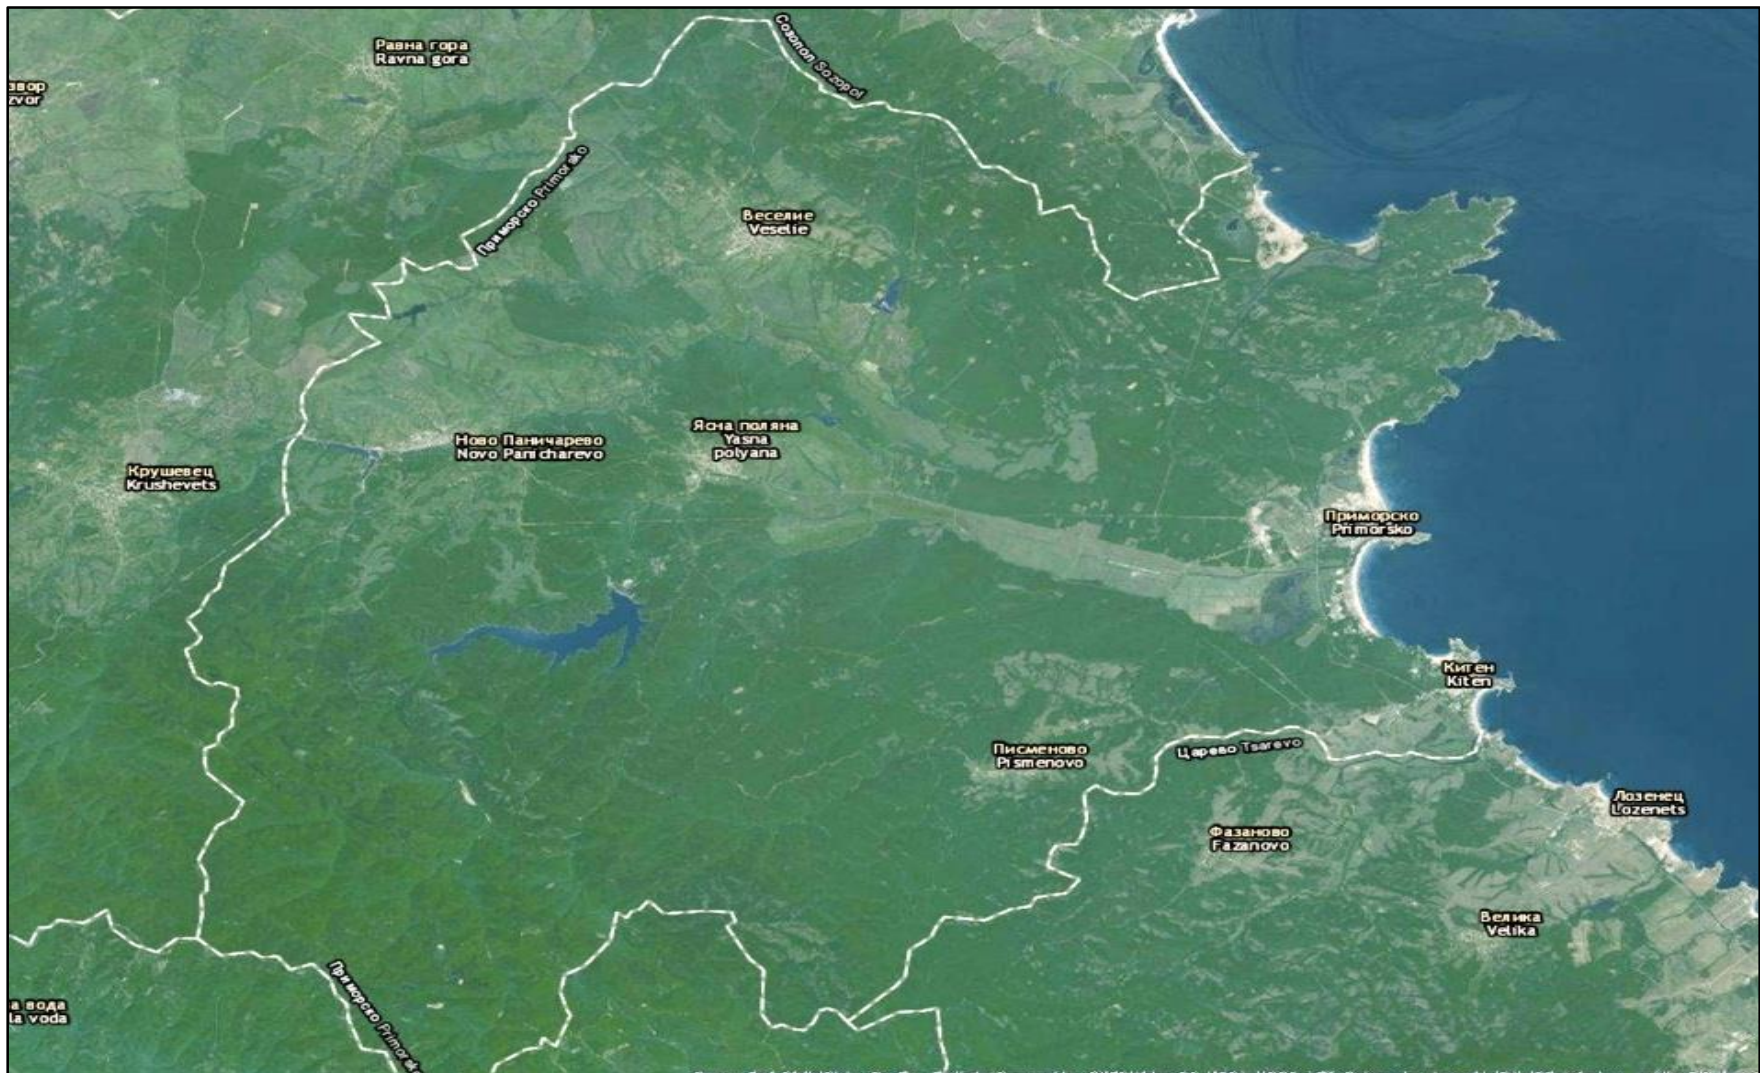 Созопол Sozopol
Равна гора
Ravna gora
звор
zvor
Приморско Primorsko
Веселие
Veselie
Ясна поляна
Yasna
polyana
Ново Паничарево
Novo Panicharevo
Крушевец
Krushevets
Приморско
Primorsko
Китен
Kiten
Писменово
Pismenovo
Царево Tsarevo
Лозенец
Lozenets
Фазаново
Fazanovo
Велика
Velika
а вода
la voda
Приморско Primorsk